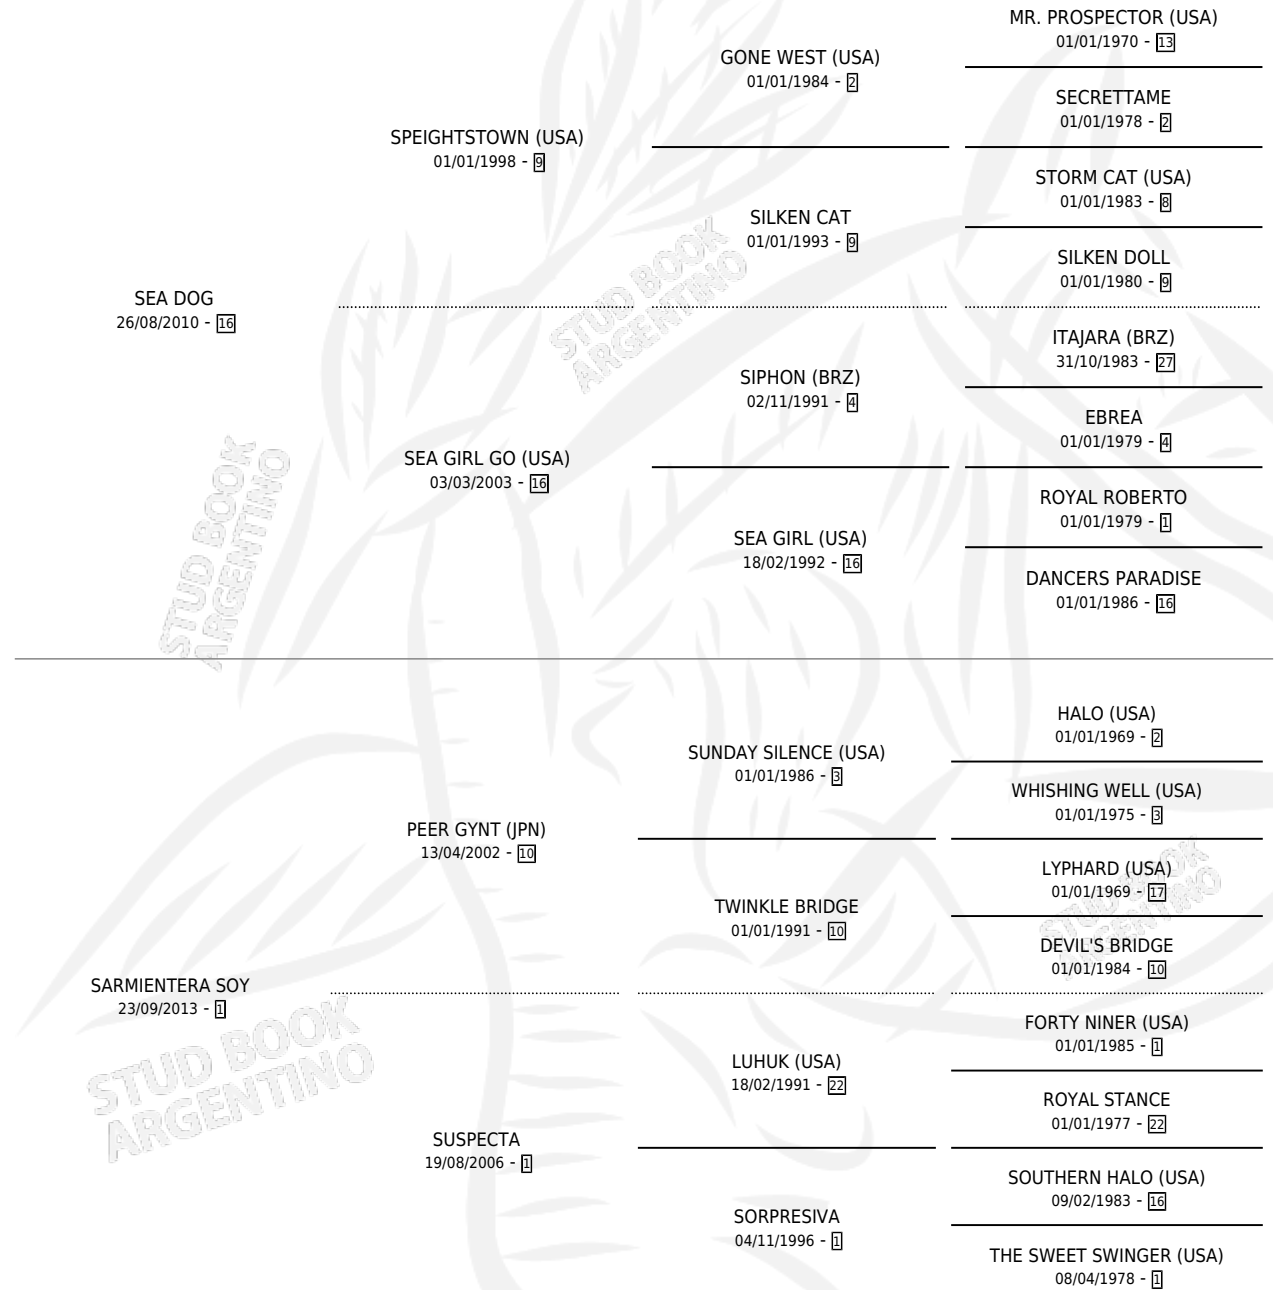 MR. PROSPECTOR (USA)
01/01/1970 - 13
GONE WEST (USA)
01/01/1984 - 2
SECRETTAME
01/01/1978 - 2
SPEIGHTSTOWN (USA)
01/01/1998 - 9
STORM CAT (USA)
01/01/1983 - 8
SILKEN CAT
01/01/1993 - 9
SILKEN DOLL
01/01/1980 - 9
SEA DOG
26/08/2010 - 16
ITAJARA (BRZ)
31/10/1983 - 27
SIPHON (BRZ)
02/11/1991 - 4
EBREA
01/01/1979 - 4
SEA GIRL GO (USA)
03/03/2003 - 16
ROYAL ROBERTO
01/01/1979 - 1
SEA GIRL (USA)
18/02/1992 - 16
DANCERS PARADISE
01/01/1986 - 16
HALO (USA)
01/01/1969 - 2
SUNDAY SILENCE (USA)
01/01/1986 - 3
WHISHING WELL (USA)
01/01/1975 - 3
PEER GYNT (JPN)
13/04/2002 - 10
LYPHARD (USA)
01/01/1969 - 17
TWINKLE BRIDGE
01/01/1991 - 10
DEVIL'S BRIDGE
01/01/1984 - 10
SARMIENTERA SOY
23/09/2013 - 1
FORTY NINER (USA)
01/01/1985 - 1
LUHUK (USA)
18/02/1991 - 22
ROYAL STANCE
01/01/1977 - 22
SUSPECTA
19/08/2006 - 1
SOUTHERN HALO (USA)
09/02/1983 - 16
SORPRESIVA
04/11/1996 - 1
THE SWEET SWINGER (USA)
08/04/1978 - 1
STUD BOOK
ARGENTINO
STUD BOOK
ARGENTINO
STUD BOOK
ARGENTINO
STUD BOOK
ARGENTINO